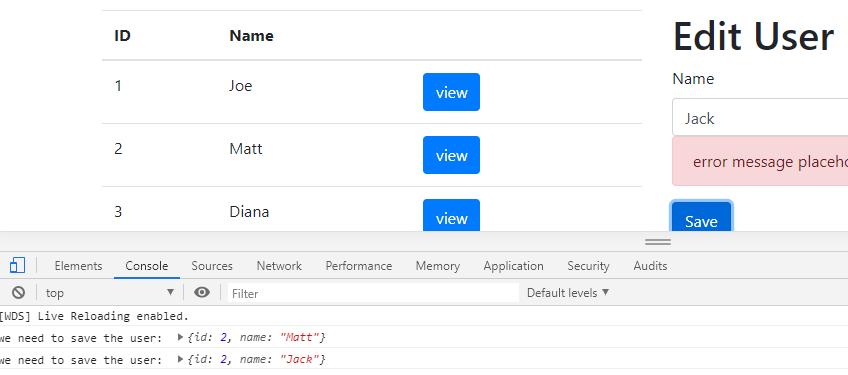 ID Name
1 Joe view
2 Matt view
3 Diana view
Edit User
Name
Jack
error message
Save
Elements Console Sources Network Performance Memory Application Security Audits
top Filter Default levels
[WDS] Live Reloading enabled.
we need to save the user: {id: 2, name: "Matt"}
we need to save the user: {id: 2, name: "Jack"}